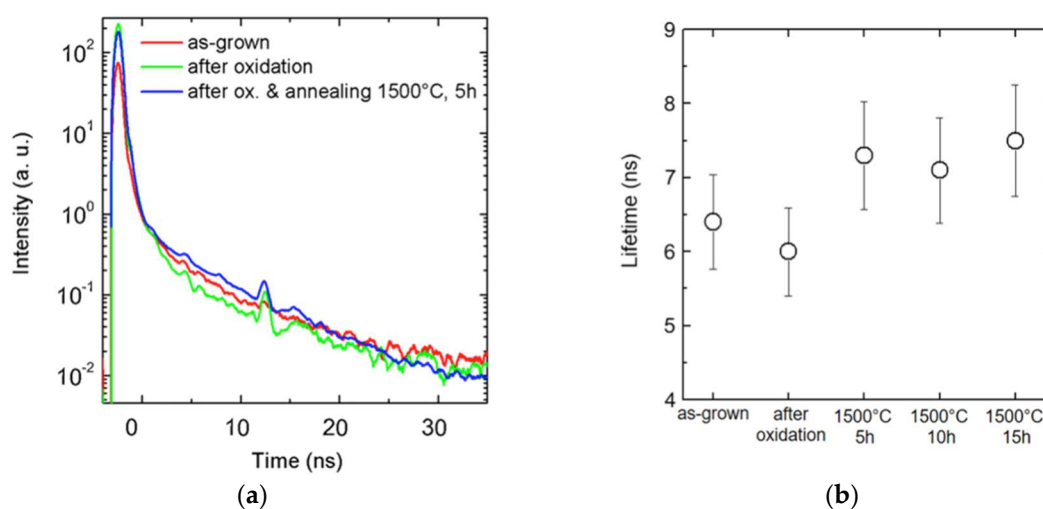 10²
10¹
10⁰
10⁻¹
10⁻²
Intensity (a. u.)
as-grown
after oxidation
after ox. & annealing 1500°C, 5h
0
10
20
30
Time (ns)
(a)
9
8
7
6
5
4
Lifetime (ns)
as-grown
after
oxidation
1500°C
5h
1500°C
10h
1500°C
15h
(b)